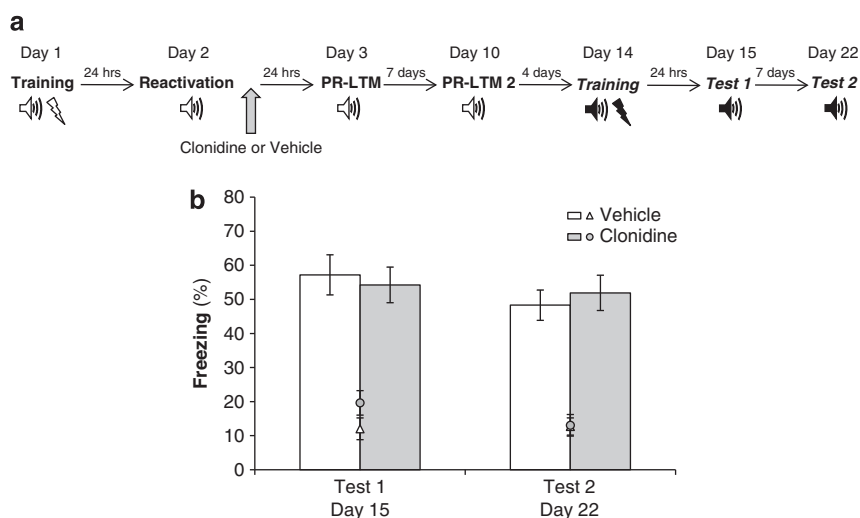 a
Day 1 Day 2 Day 3 Day 10 Day 14 Day 15 Day 22
Training 24 hrs Reactivation 24 hrs PR-LTM 7 days PR-LTM 2 4 days Training 24 hrs Test 1 7 days Test 2
Clonidine or Vehicle
b
80
70
60
50
40
30
20
10
0
Freezing (%)
Vehicle
Clonidine
Test 1 Test 2
Day 15 Day 22